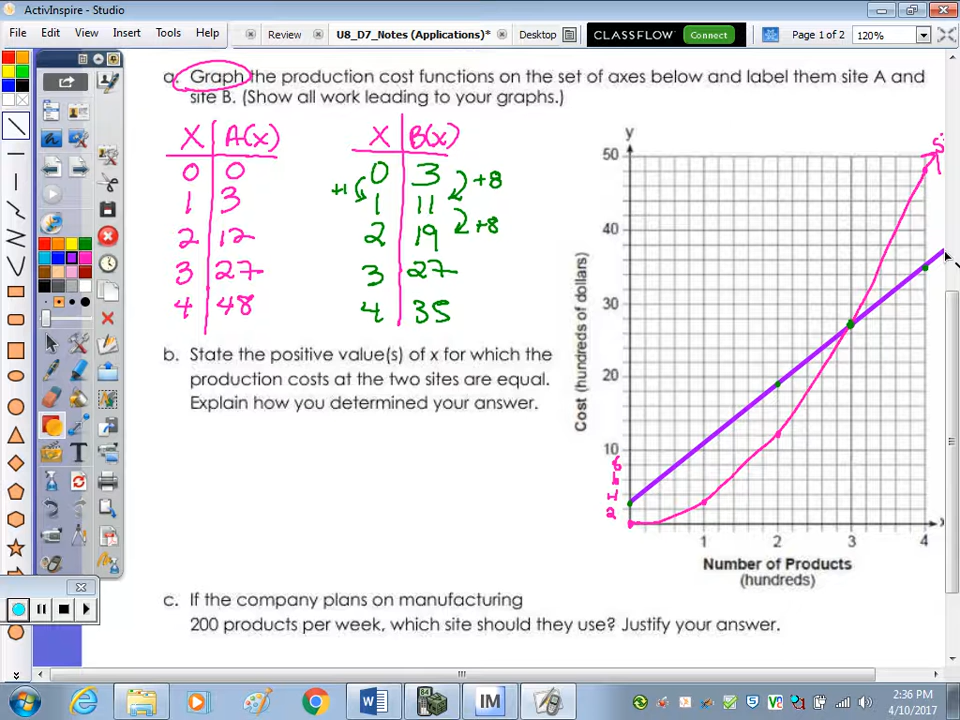 ActivInspire - Studio
File Edit View Insert Tools Help
Review
U8_D7_Notes (Applications)*
Desktop
CLASSFLOW Connect
Page 1 of 2
120%
a. Graph the production cost functions on the set of axes below and label them site A and
site B. (Show all work leading to your graphs.)
X A(x)
0 0
1 3
2 12
3 27
4 48
X B(x)
0 3
1 11
2 19
3 27
4 35
+1
+8
+8
b. State the positive value(s) of x for which the
production costs at the two sites are equal.
Explain how you determined your answer.
y
50
40
30
20
10
Cost (hundreds of dollars)
1 2 3 4
x
Number of Products
(hundreds)
c. If the company plans on manufacturing
200 products per week, which site should they use? Justify your answer.
W
IM
2:36 PM
4/10/2017